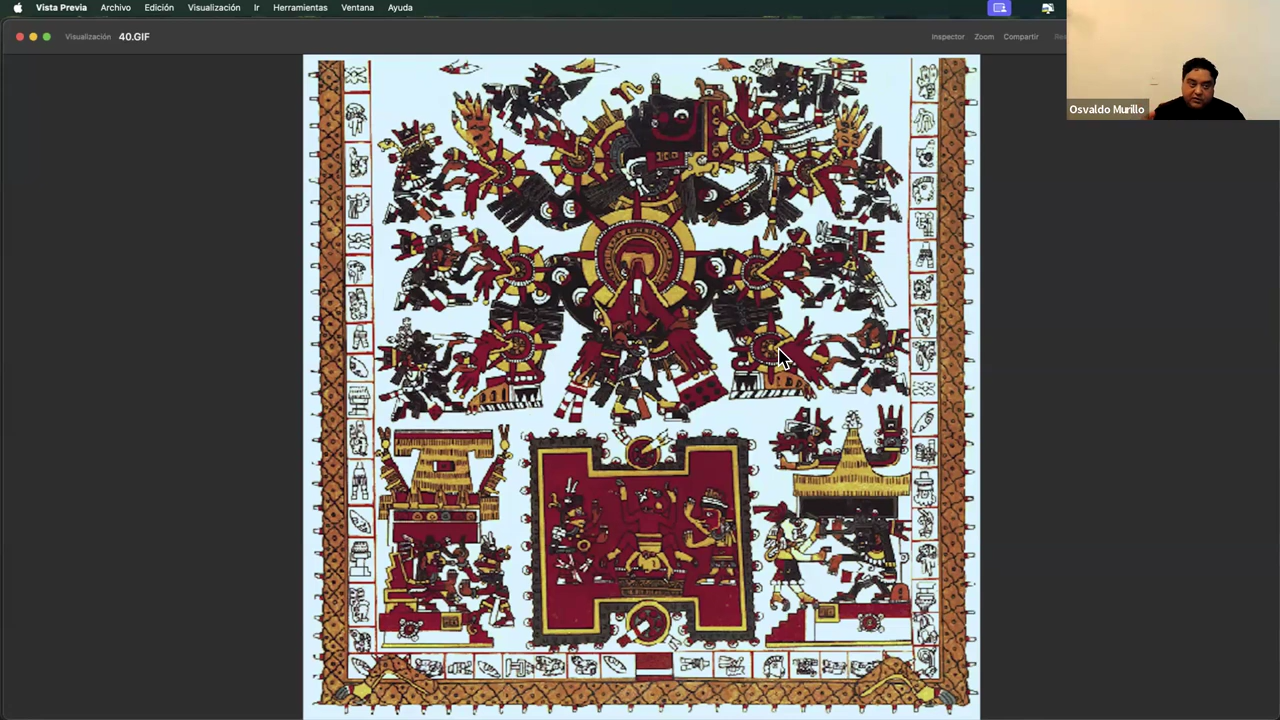 Vista Previa Archivo Edición Visualización Ir Herramientas Ventana Ayuda
Visualización 40.GIF Inspector Zoom Compartir
Osvaldo Murillo